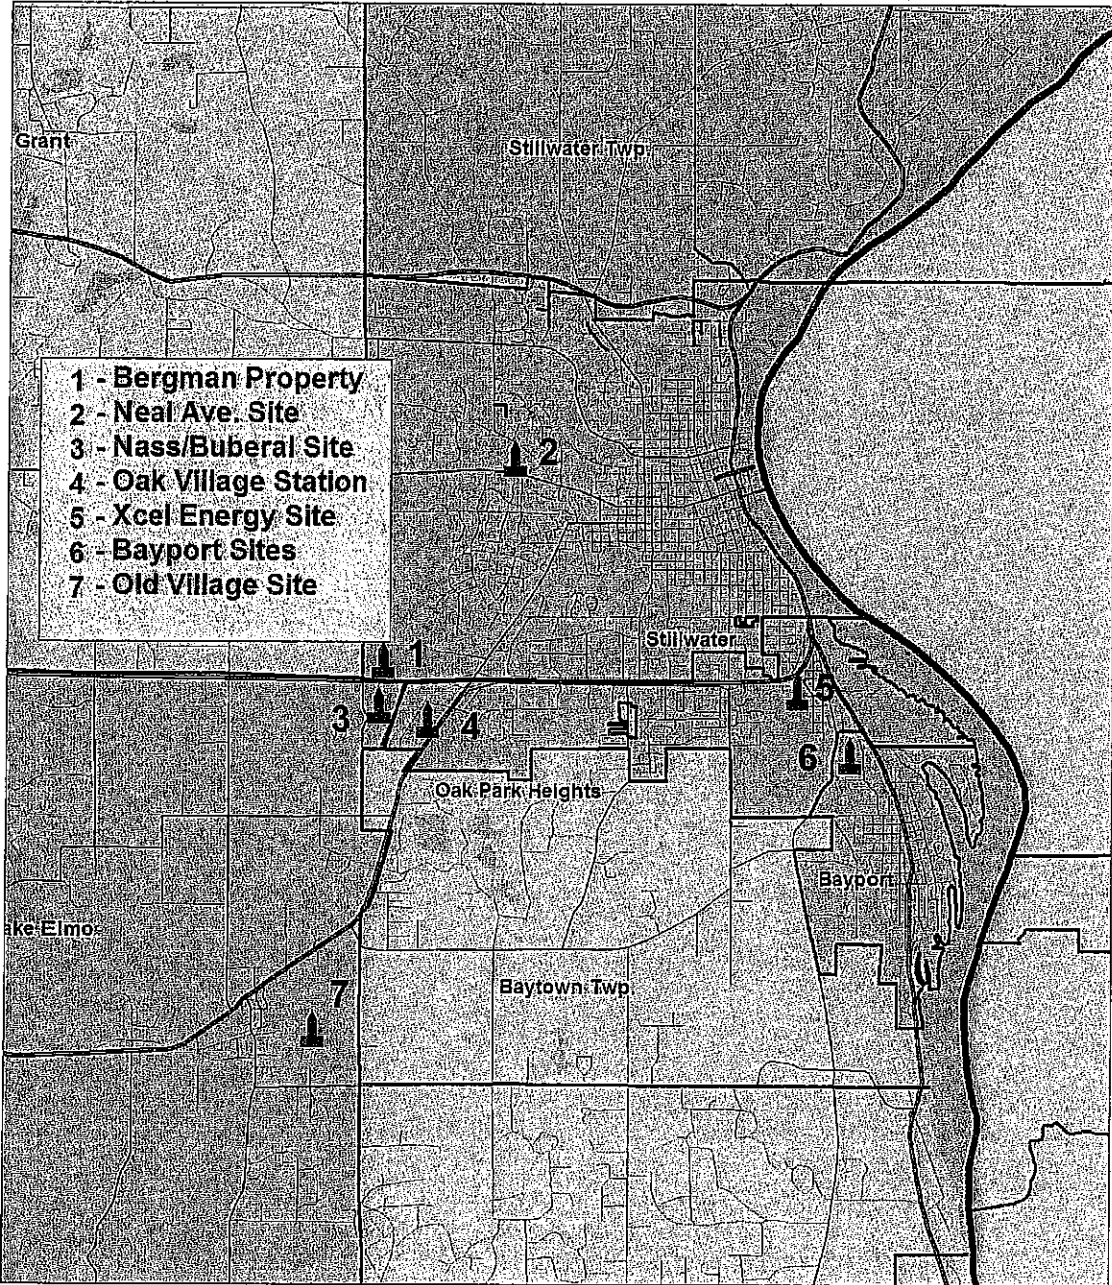 Grant
Stillwater Twp.
1 - Bergman Property
2 - Neal Ave. Site
3 - Nass/Buberal Site
4 - Oak Village Station
5 - Xcel Energy Site
6 - Bayport Sites
7 - Old Village Site
2
Stillwater
1
5
3
4
6
Oak Park Heights
Bayport
ake Elmo
7
Baytown Twp.